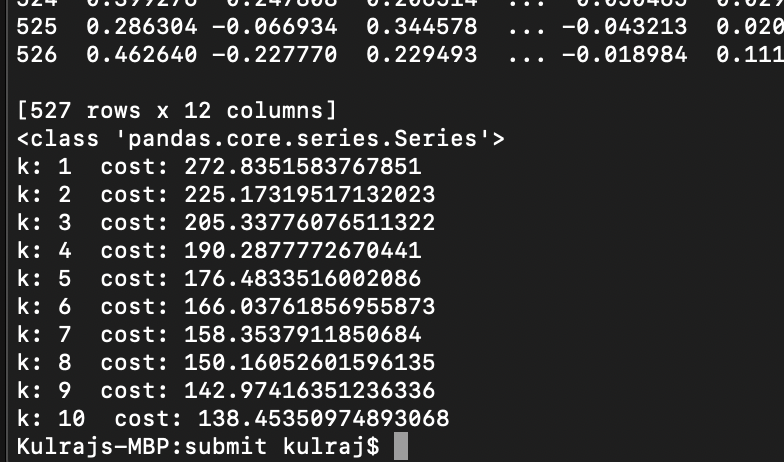 525 0.286304 -0.066934 0.344578 ... -0.043213 0.020
526 0.462640 -0.227770 0.229493 ... -0.018984 0.111
[527 rows x 12 columns]
<class 'pandas.core.series.Series'>
k: 1 cost: 272.8351583767851
k: 2 cost: 225.17319517132023
k: 3 cost: 205.33776076511322
k: 4 cost: 190.2877772670441
k: 5 cost: 176.4833516002086
k: 6 cost: 166.03761856955873
k: 7 cost: 158.3537911850684
k: 8 cost: 150.16052601596135
k: 9 cost: 142.97416351236336
k: 10 cost: 138.45350974893068
Kulrajs-MBP:submit kulraj$